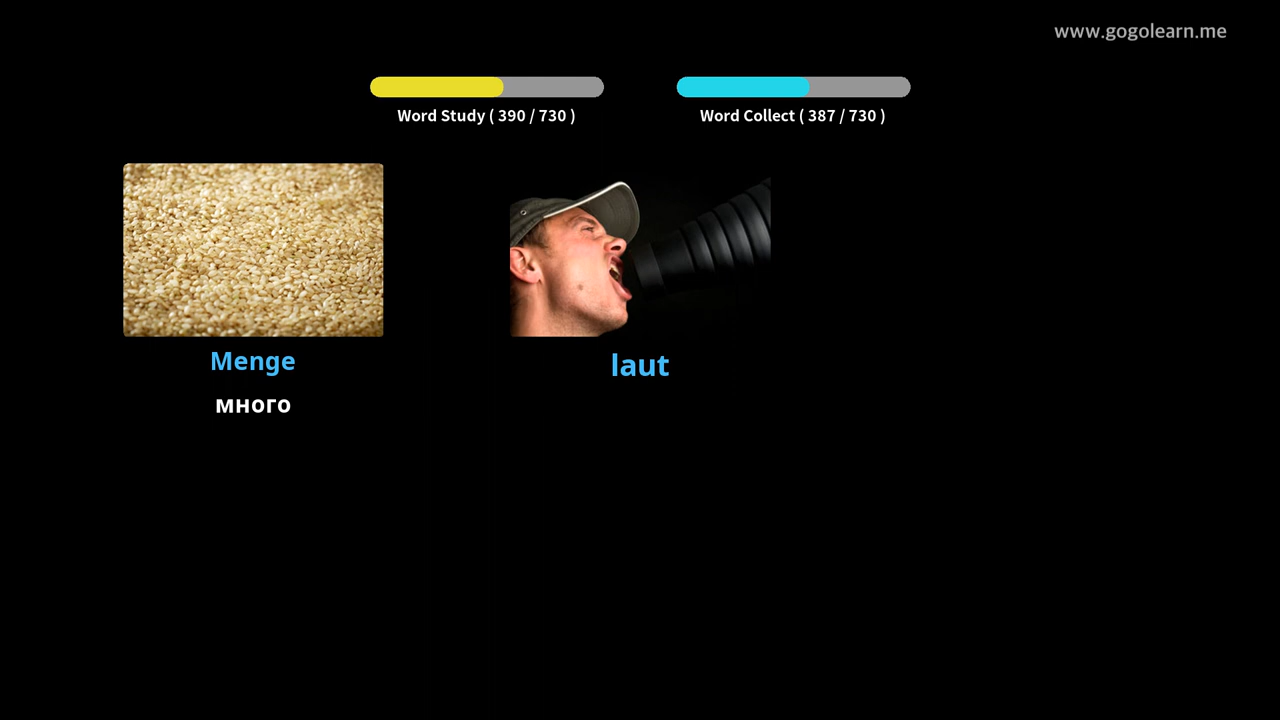 www.gogolearn.me
Word Study ( 390 / 730 )
Word Collect ( 387 / 730 )
Menge
много
laut